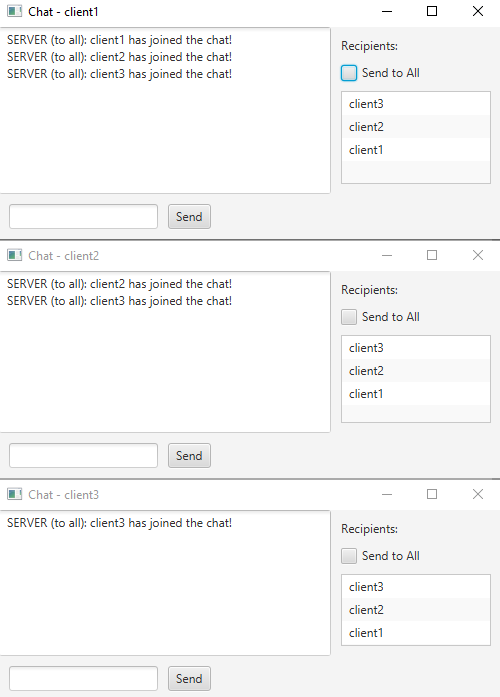 Chat - client1
SERVER (to all): client1 has joined the chat!
SERVER (to all): client2 has joined the chat!
SERVER (to all): client3 has joined the chat!
Recipients:
Send to All
client3
client2
client1
Send
Chat - client2
SERVER (to all): client2 has joined the chat!
SERVER (to all): client3 has joined the chat!
Recipients:
Send to All
client3
client2
client1
Send
Chat - client3
SERVER (to all): client3 has joined the chat!
Recipients:
Send to All
client3
client2
client1
Send